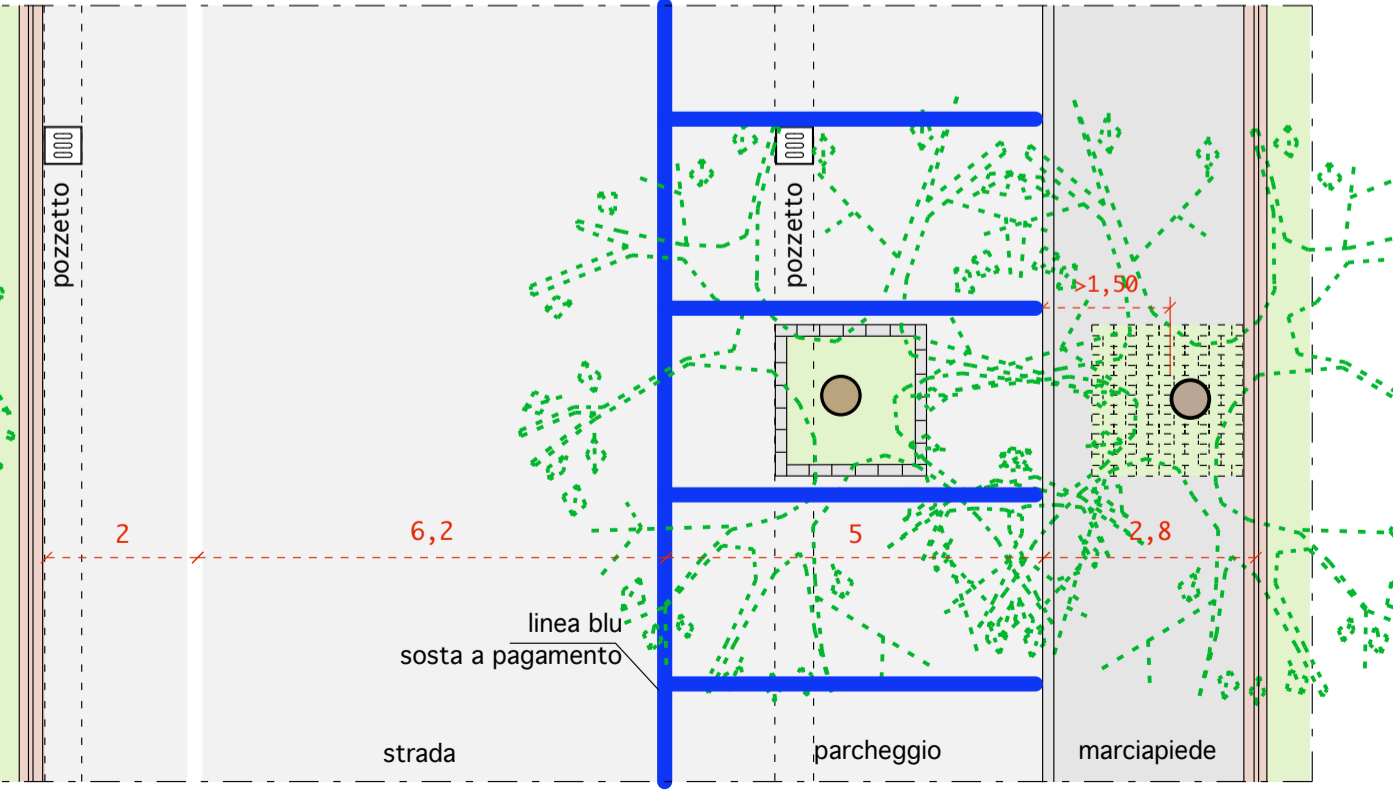 pozzetto
pozzetto
>1,50
2
6,2
5
2,8
linea blu
sosta a pagamento
strada
parcheggio
marciapiede